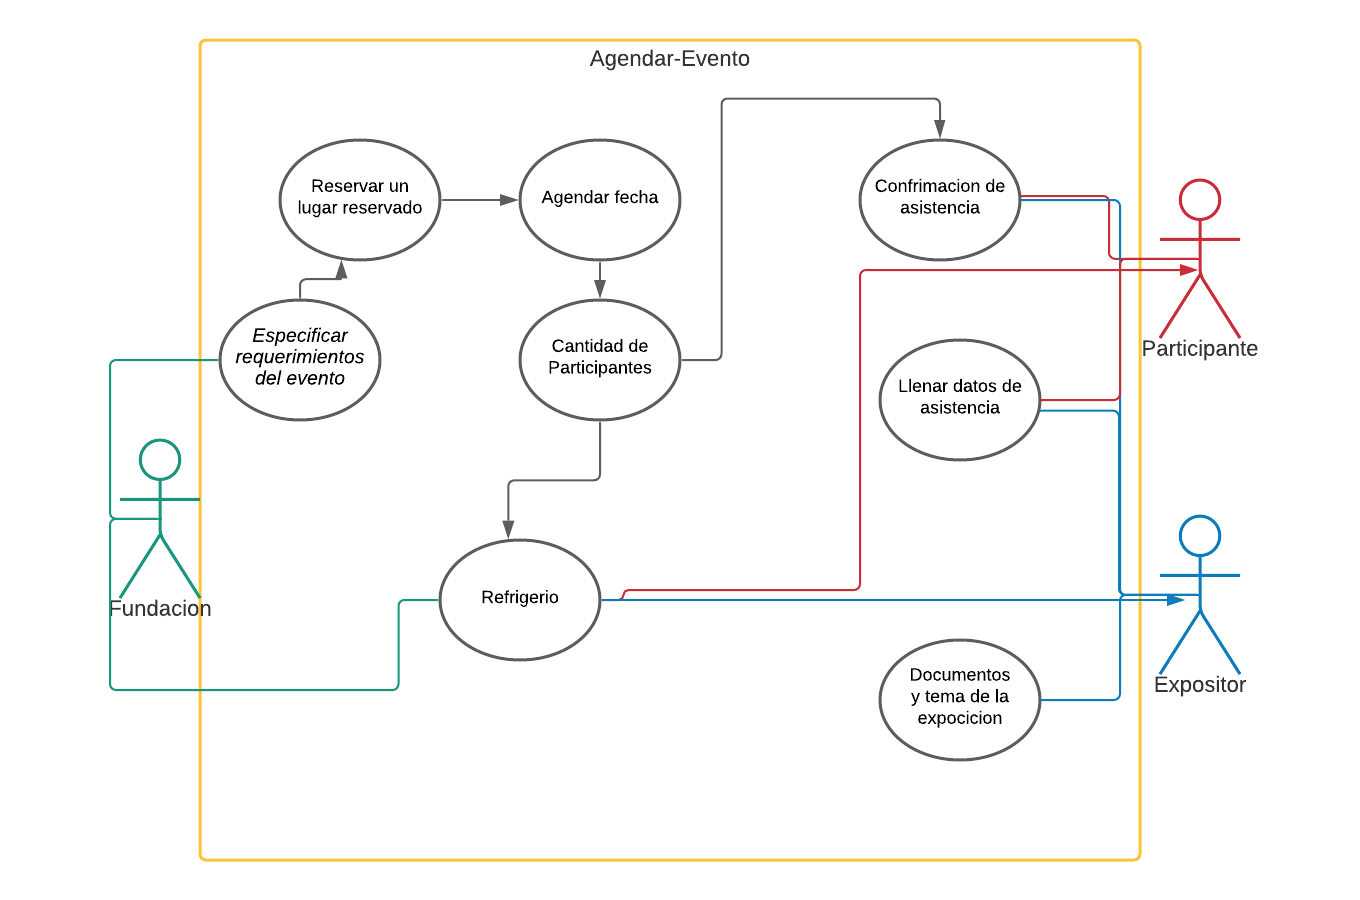 Agendar-Evento
Reservar un
lugar reservado
Agendar fecha
Confrimacion de
asistencia
Especificar
requerimientos
del evento
Cantidad de
Participantes
Participante
Llenar datos de
asistencia
Fundacion
Refrigerio
Expositor
Documentos
y tema de la
expocicion